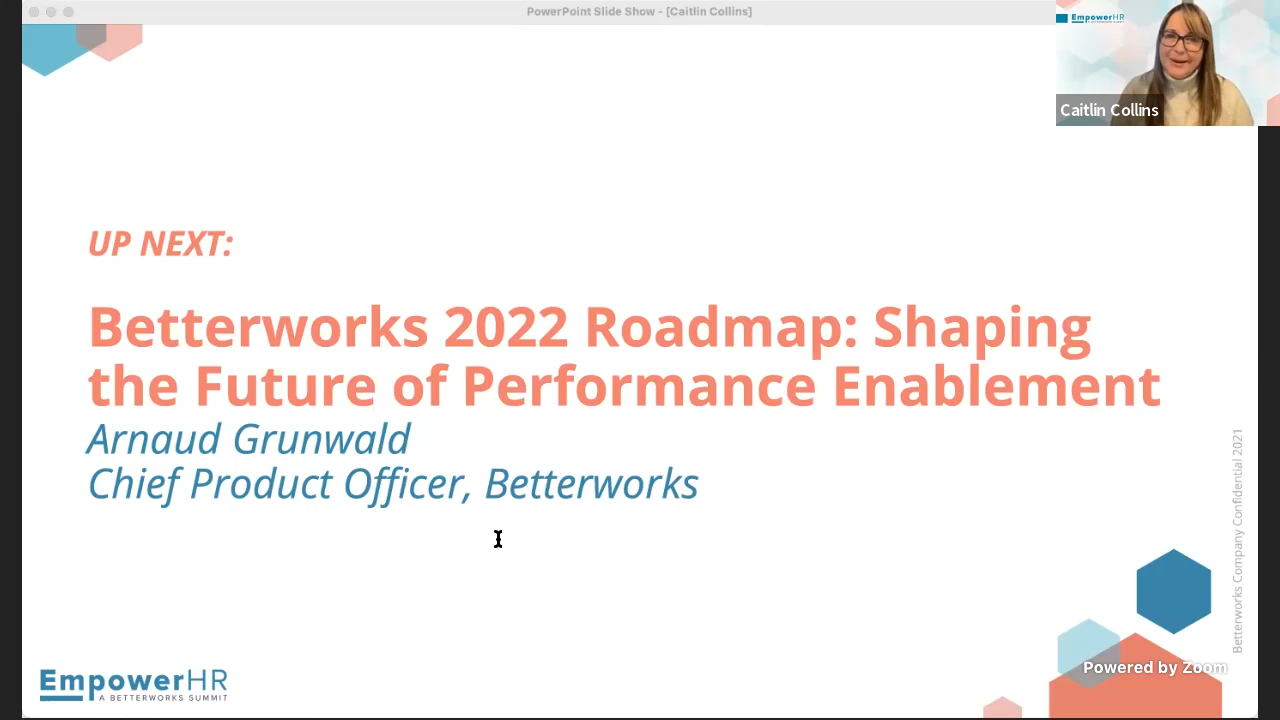 PowerPoint Slide Show - [Caitlin Collins]
EmpowerHR
Caitlin Collins
UP NEXT:
Betterworks 2022 Roadmap: Shaping
the Future of Performance Enablement
Arnaud Grunwald
Chief Product Officer, Betterworks
Betterworks Company Confidential 2021
Powered by Zoom
EmpowerHR
A BETTERWORKS SUMMIT